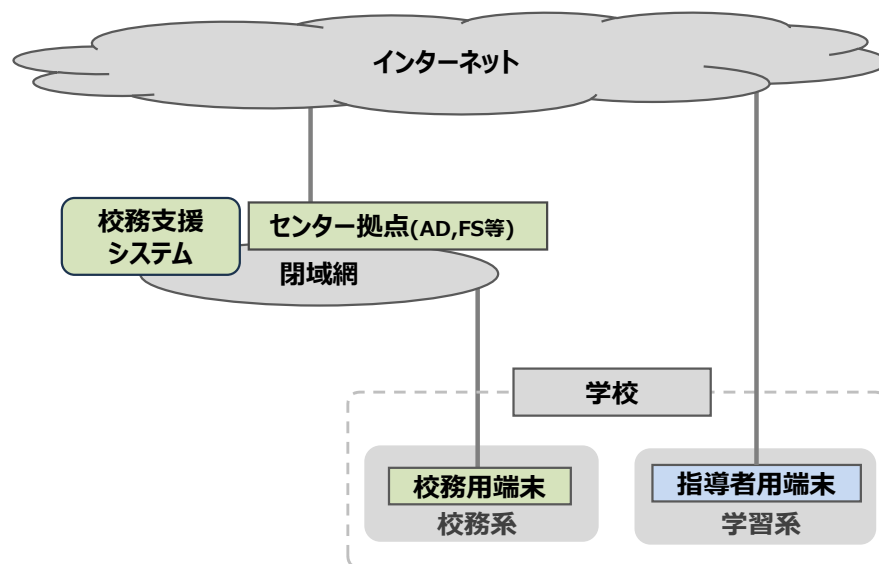 インターネット
校務支援
システム
センター拠点(AD,FS等)
閉域網
学校
校務用端末
校務系
指導者用端末
学習系